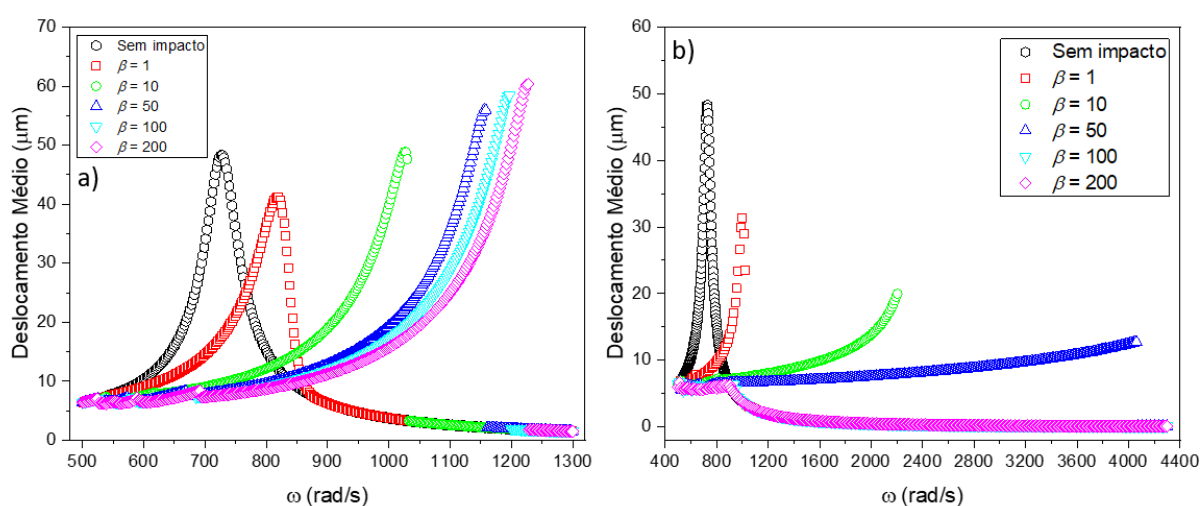 a)
Deslocamento Médio (μm)
70
60
50
40
30
20
10
0
Sem impacto
β = 1
β = 10
β = 50
β = 100
β = 200
500 600 700 800 900 1000 1100 1200 1300
ω (rad/s)
b)
Deslocamento Médio (μm)
60
50
40
30
20
10
0
Sem impacto
β = 1
β = 10
β = 50
β = 100
β = 200
400 800 1200 1600 2000 2400 2800 3200 3600 4000 4400
ω (rad/s)